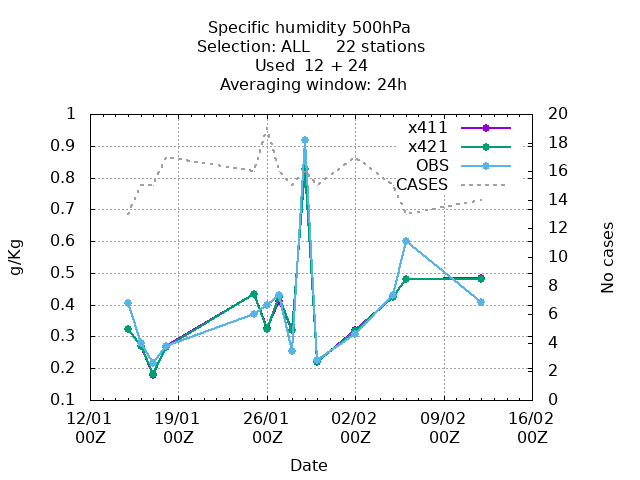 Specific humidity 500hPa
Selection: ALL     22 stations
Used  12 + 24
Averaging window: 24h
1
0.9
0.8
0.7
0.6
0.5
0.4
0.3
0.2
0.1
g/Kg
x411
x421
OBS
CASES
20
18
16
14
12
10
8
6
4
2
0
No cases
12/01 19/01 26/01 02/02 09/02 16/02
00Z 00Z 00Z 00Z 00Z 00Z
Date